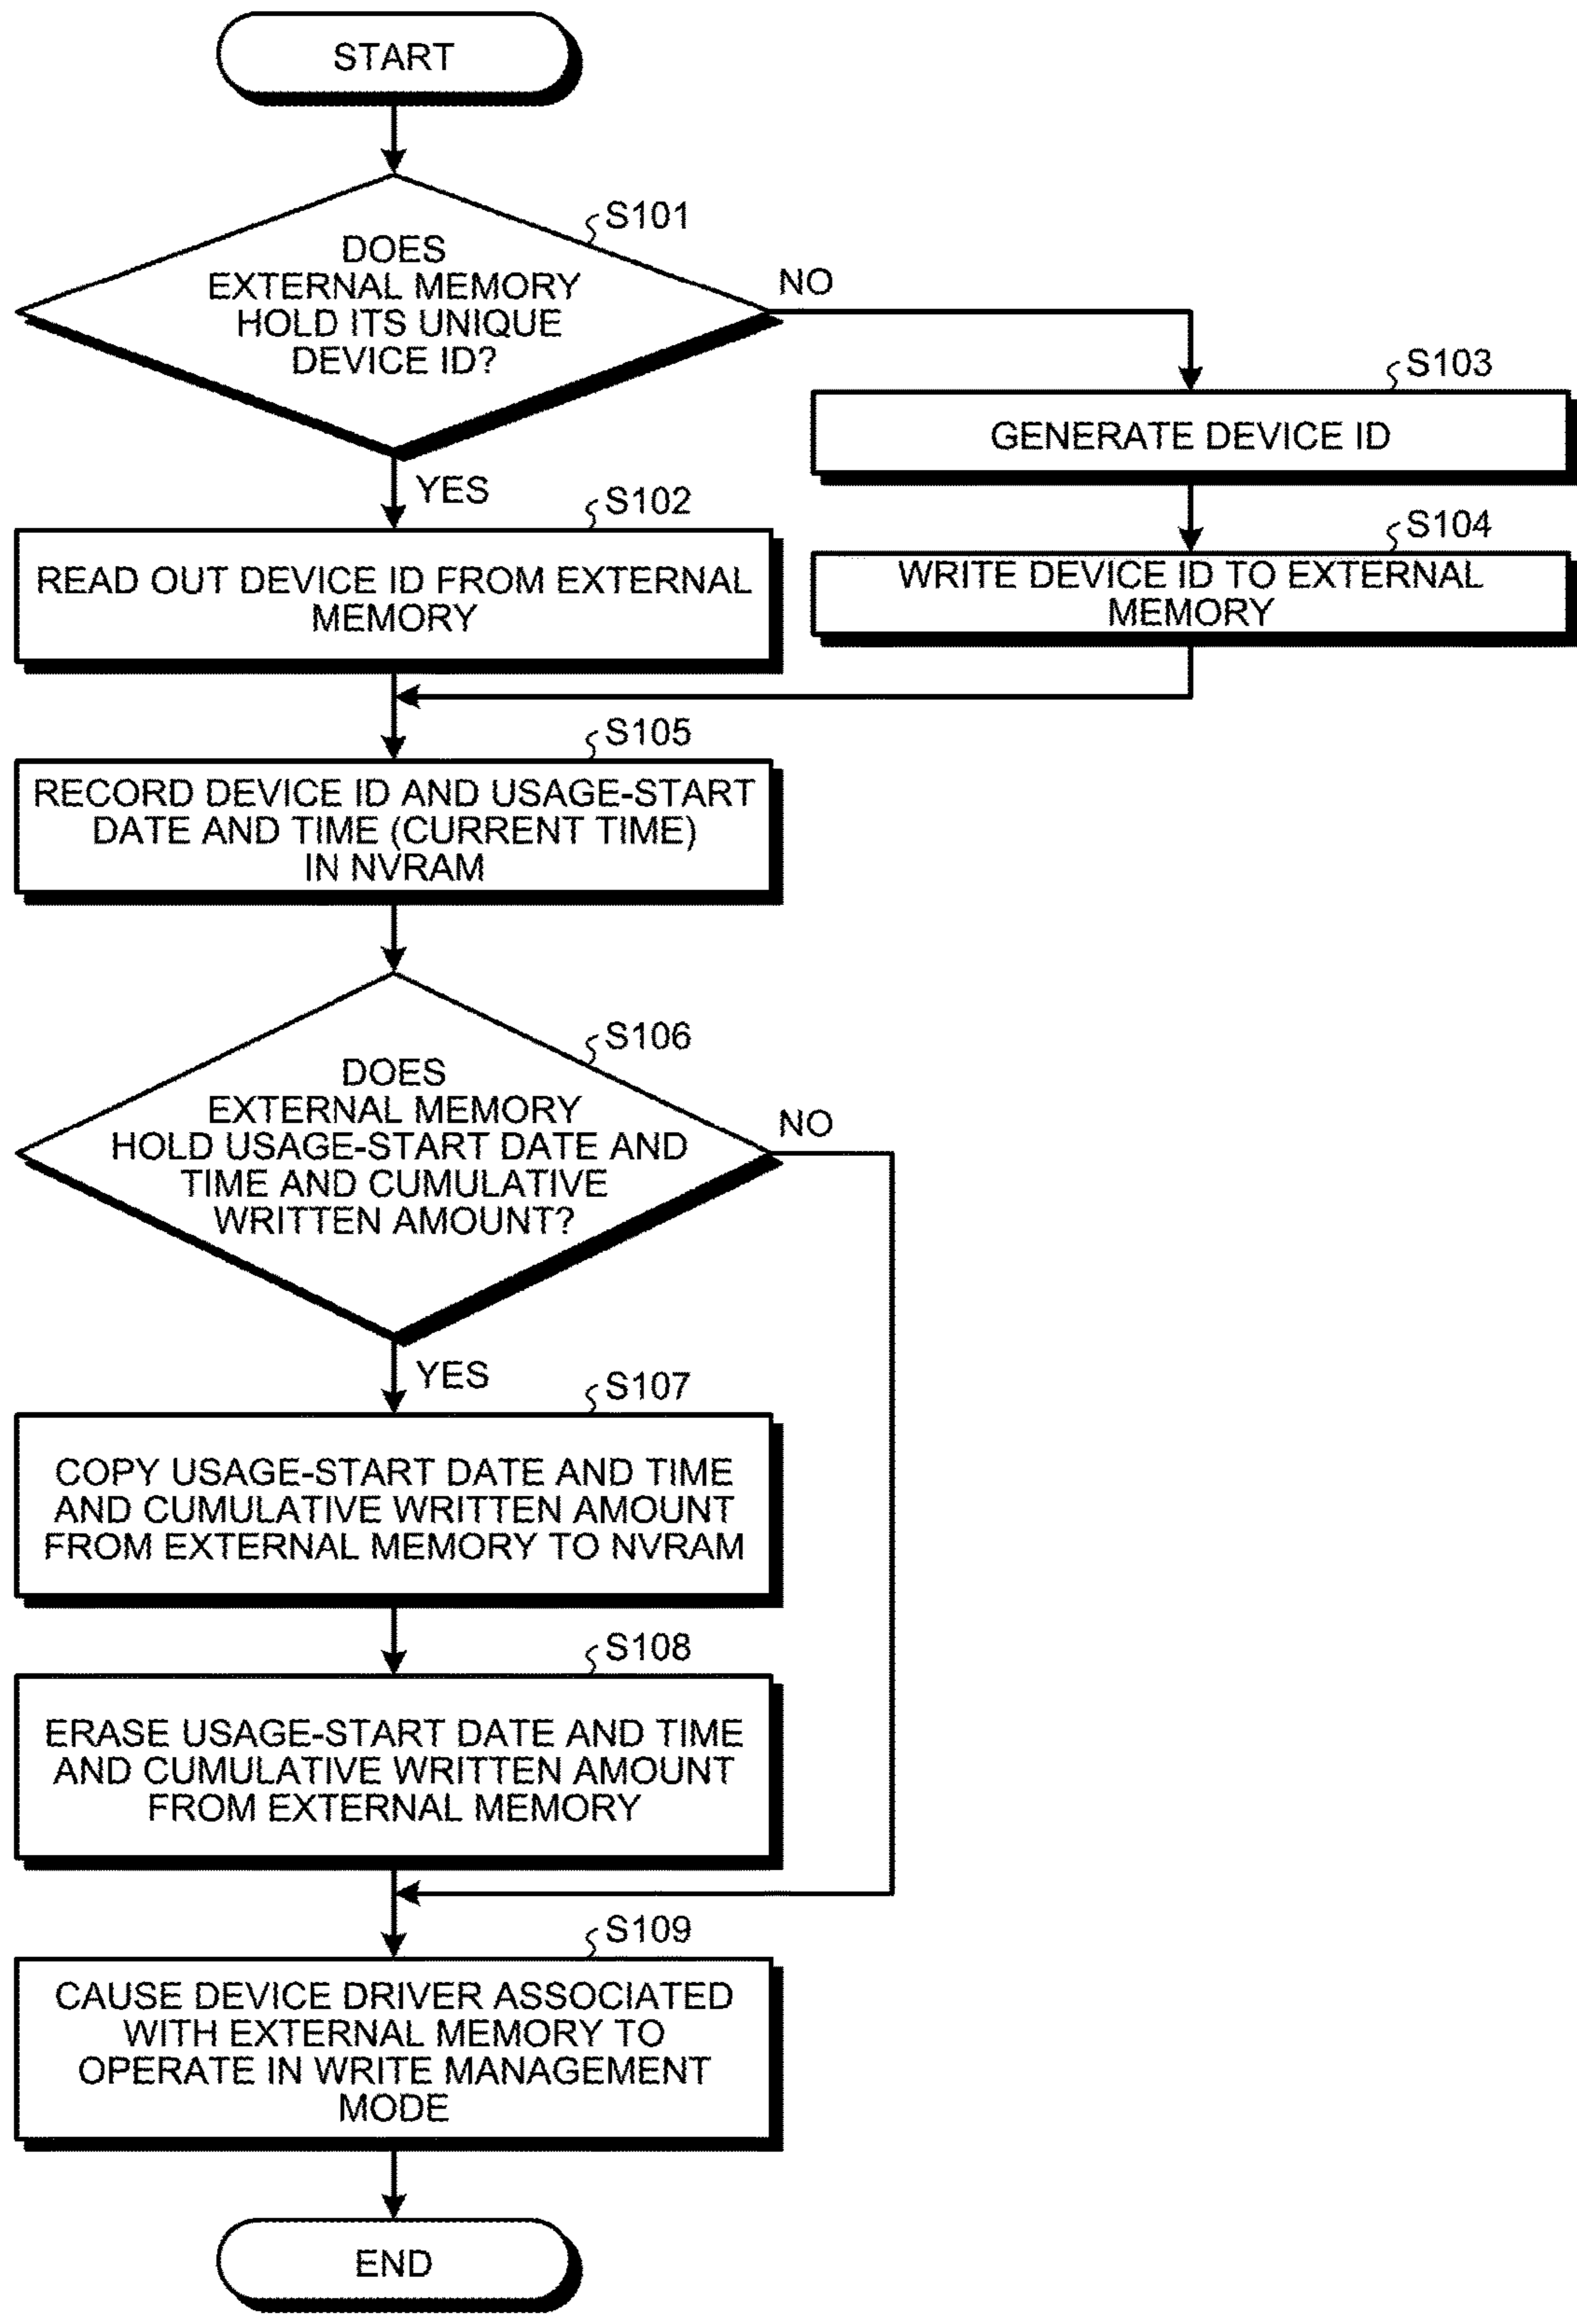 START
S101
DOES
EXTERNAL MEMORY
HOLD ITS UNIQUE
DEVICE ID?
NO
YES
S103
GENERATE DEVICE ID
S102
READ OUT DEVICE ID FROM EXTERNAL
MEMORY
S104
WRITE DEVICE ID TO EXTERNAL
MEMORY
S105
RECORD DEVICE ID AND USAGE-START
DATE AND TIME (CURRENT TIME)
IN NVRAM
S106
DOES
EXTERNAL MEMORY
HOLD USAGE-START DATE AND
TIME AND CUMULATIVE
WRITTEN AMOUNT?
NO
YES
S107
COPY USAGE-START DATE AND TIME
AND CUMULATIVE WRITTEN AMOUNT
FROM EXTERNAL MEMORY TO NVRAM
S108
ERASE USAGE-START DATE AND TIME
AND CUMULATIVE WRITTEN AMOUNT
FROM EXTERNAL MEMORY
S109
CAUSE DEVICE DRIVER ASSOCIATED
WITH EXTERNAL MEMORY TO
OPERATE IN WRITE MANAGEMENT
MODE
END